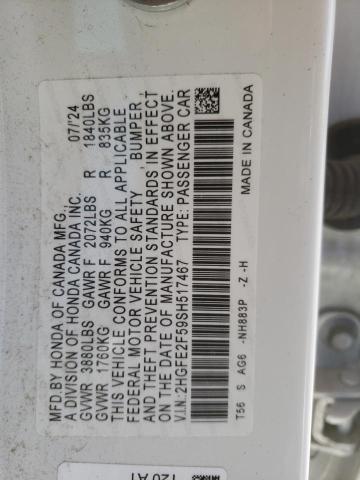 MFD.BY HONDA OF CANADA MFG., 07/'24
A DIVISION OF HONDA CANADA INC.
GVWR 3880LBS GAWR F 2072LBS R 1840LBS
GVWR 1760KG GAWR F 940KG R 835KG
THIS VEHICLE CONFORMS TO ALL APPLICABLE
FEDERAL MOTOR VEHICLE SAFETY , BUMPER ,
AND THEFT PREVENTION STANDARDS IN EFFECT
ON THE DATE OF MANUFACTURE SHOWN ABOVE.
V.I.N.:2HGFE2F59SH517467 TYPE:PASSENGER CAR
MADE IN CANADA
T56 S AG6 -NH883P -Z -H